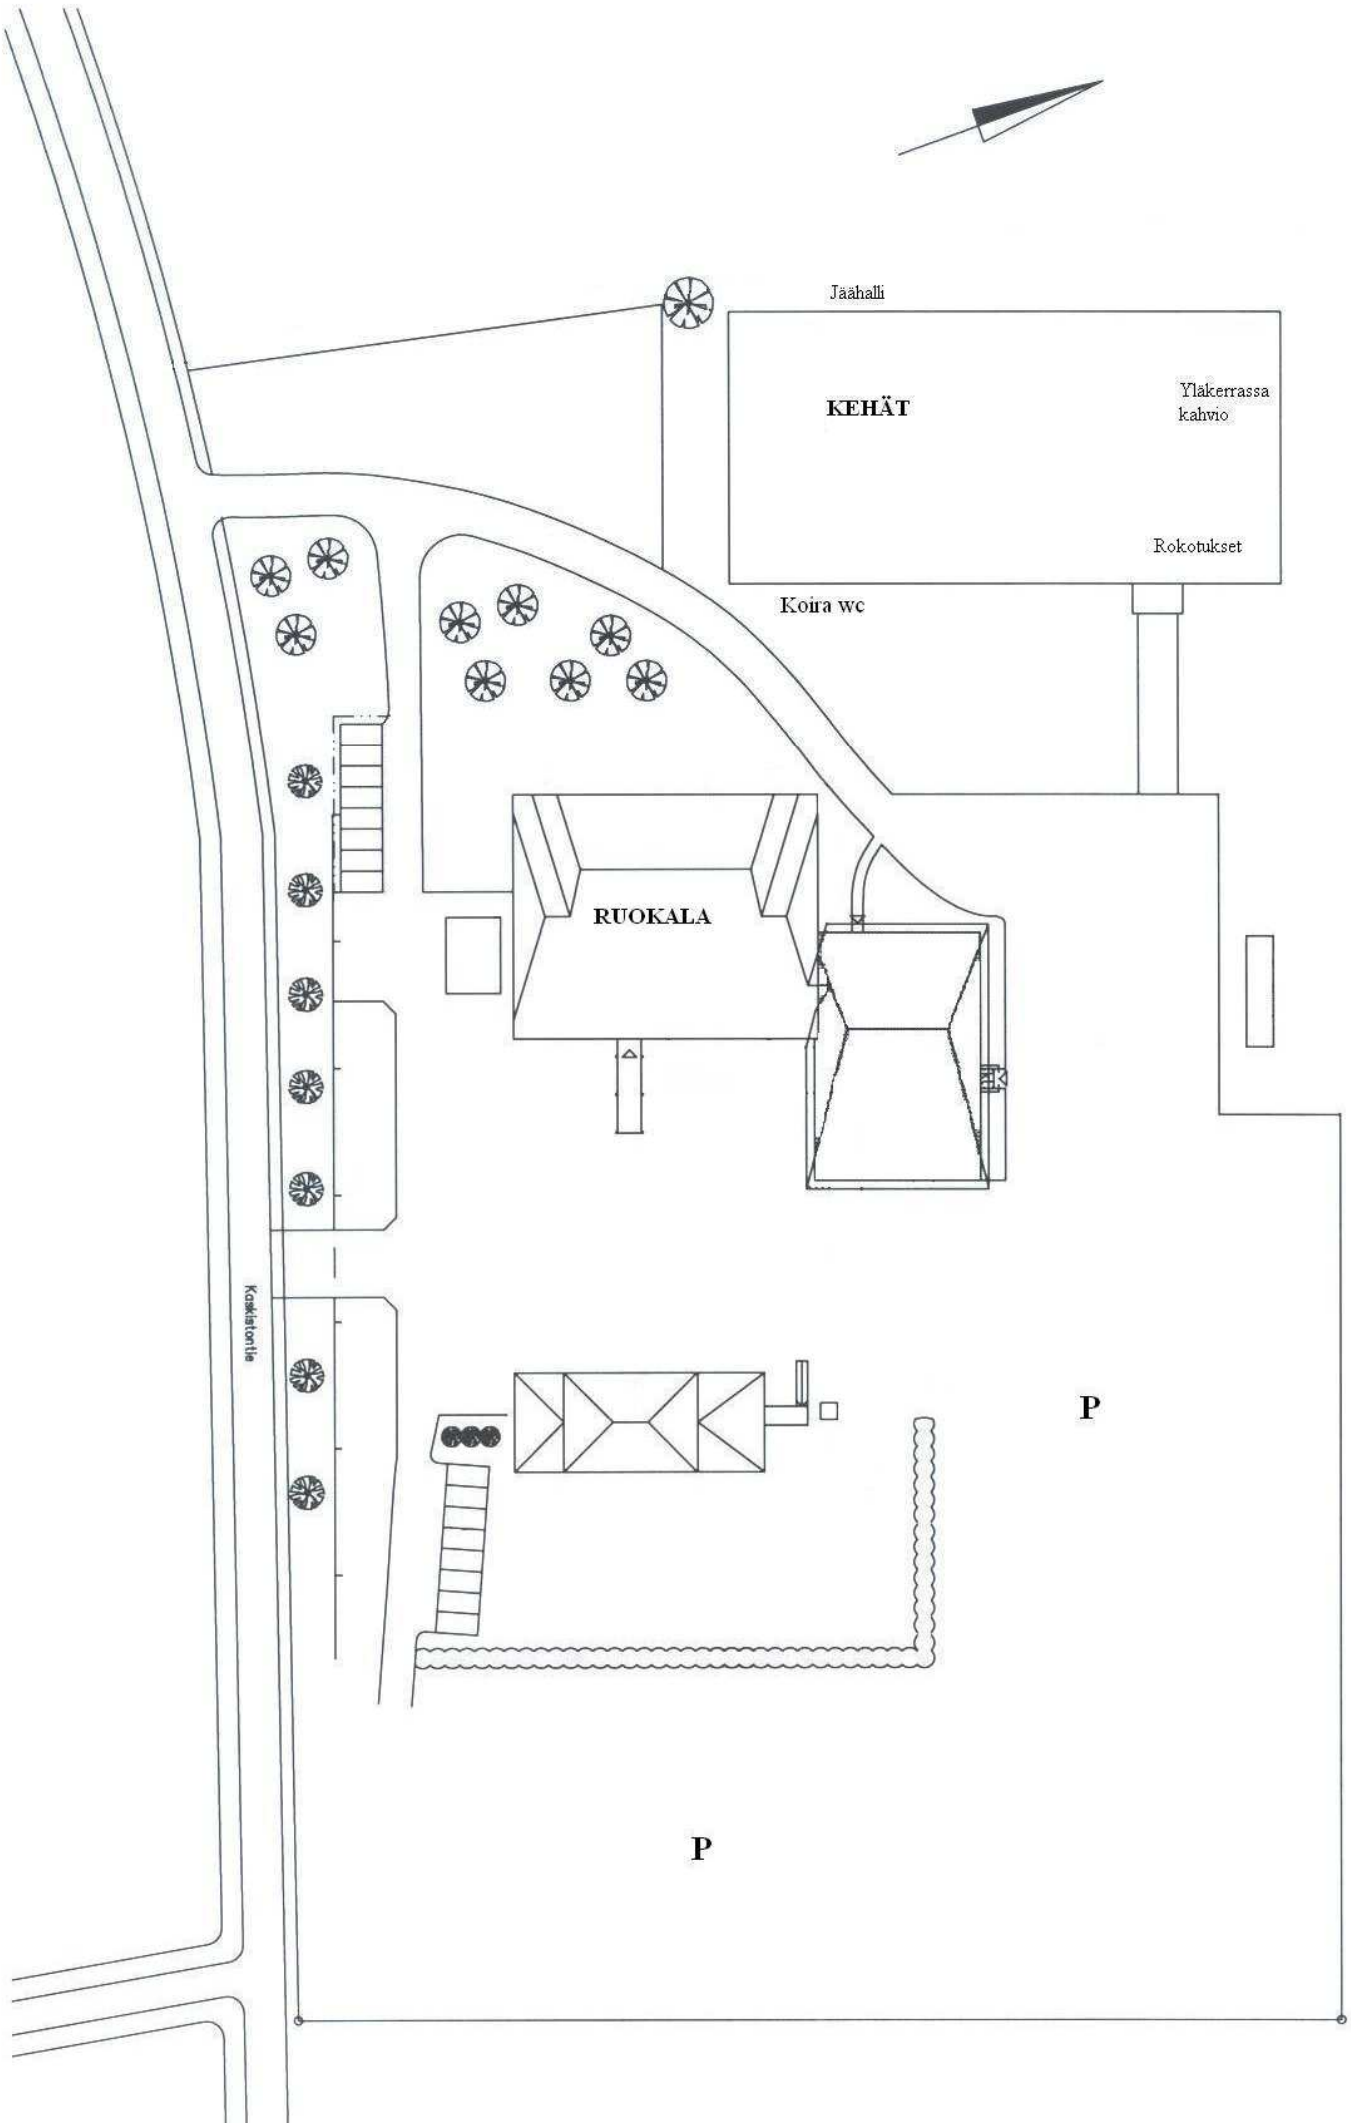 Jäähalli
KEHÄT
Yläkerrassa
kahvio
Rokotukset
Koira wc
RUOKALA
Kaskistontie
P
P